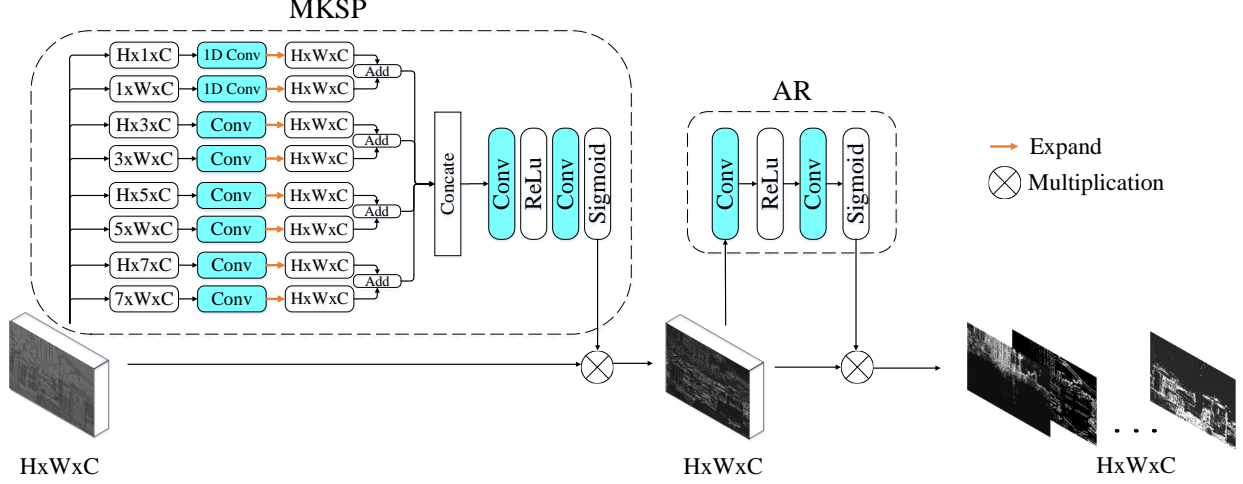 MKSP
Hx1xC 1D Conv HxWxC
Add
1xWxC 1D Conv HxWxC
Hx3xC Conv HxWxC
Add
3xWxC Conv HxWxC
Hx5xC Conv HxWxC
Add
5xWxC Conv HxWxC
Hx7xC Conv HxWxC
Add
7xWxC Conv HxWxC
Concate
Conv
ReLu
Conv
Sigmoid
AR
Conv
ReLu
Conv
Sigmoid
Expand
Multiplication
HxWxC
HxWxC
. . .
HxWxC